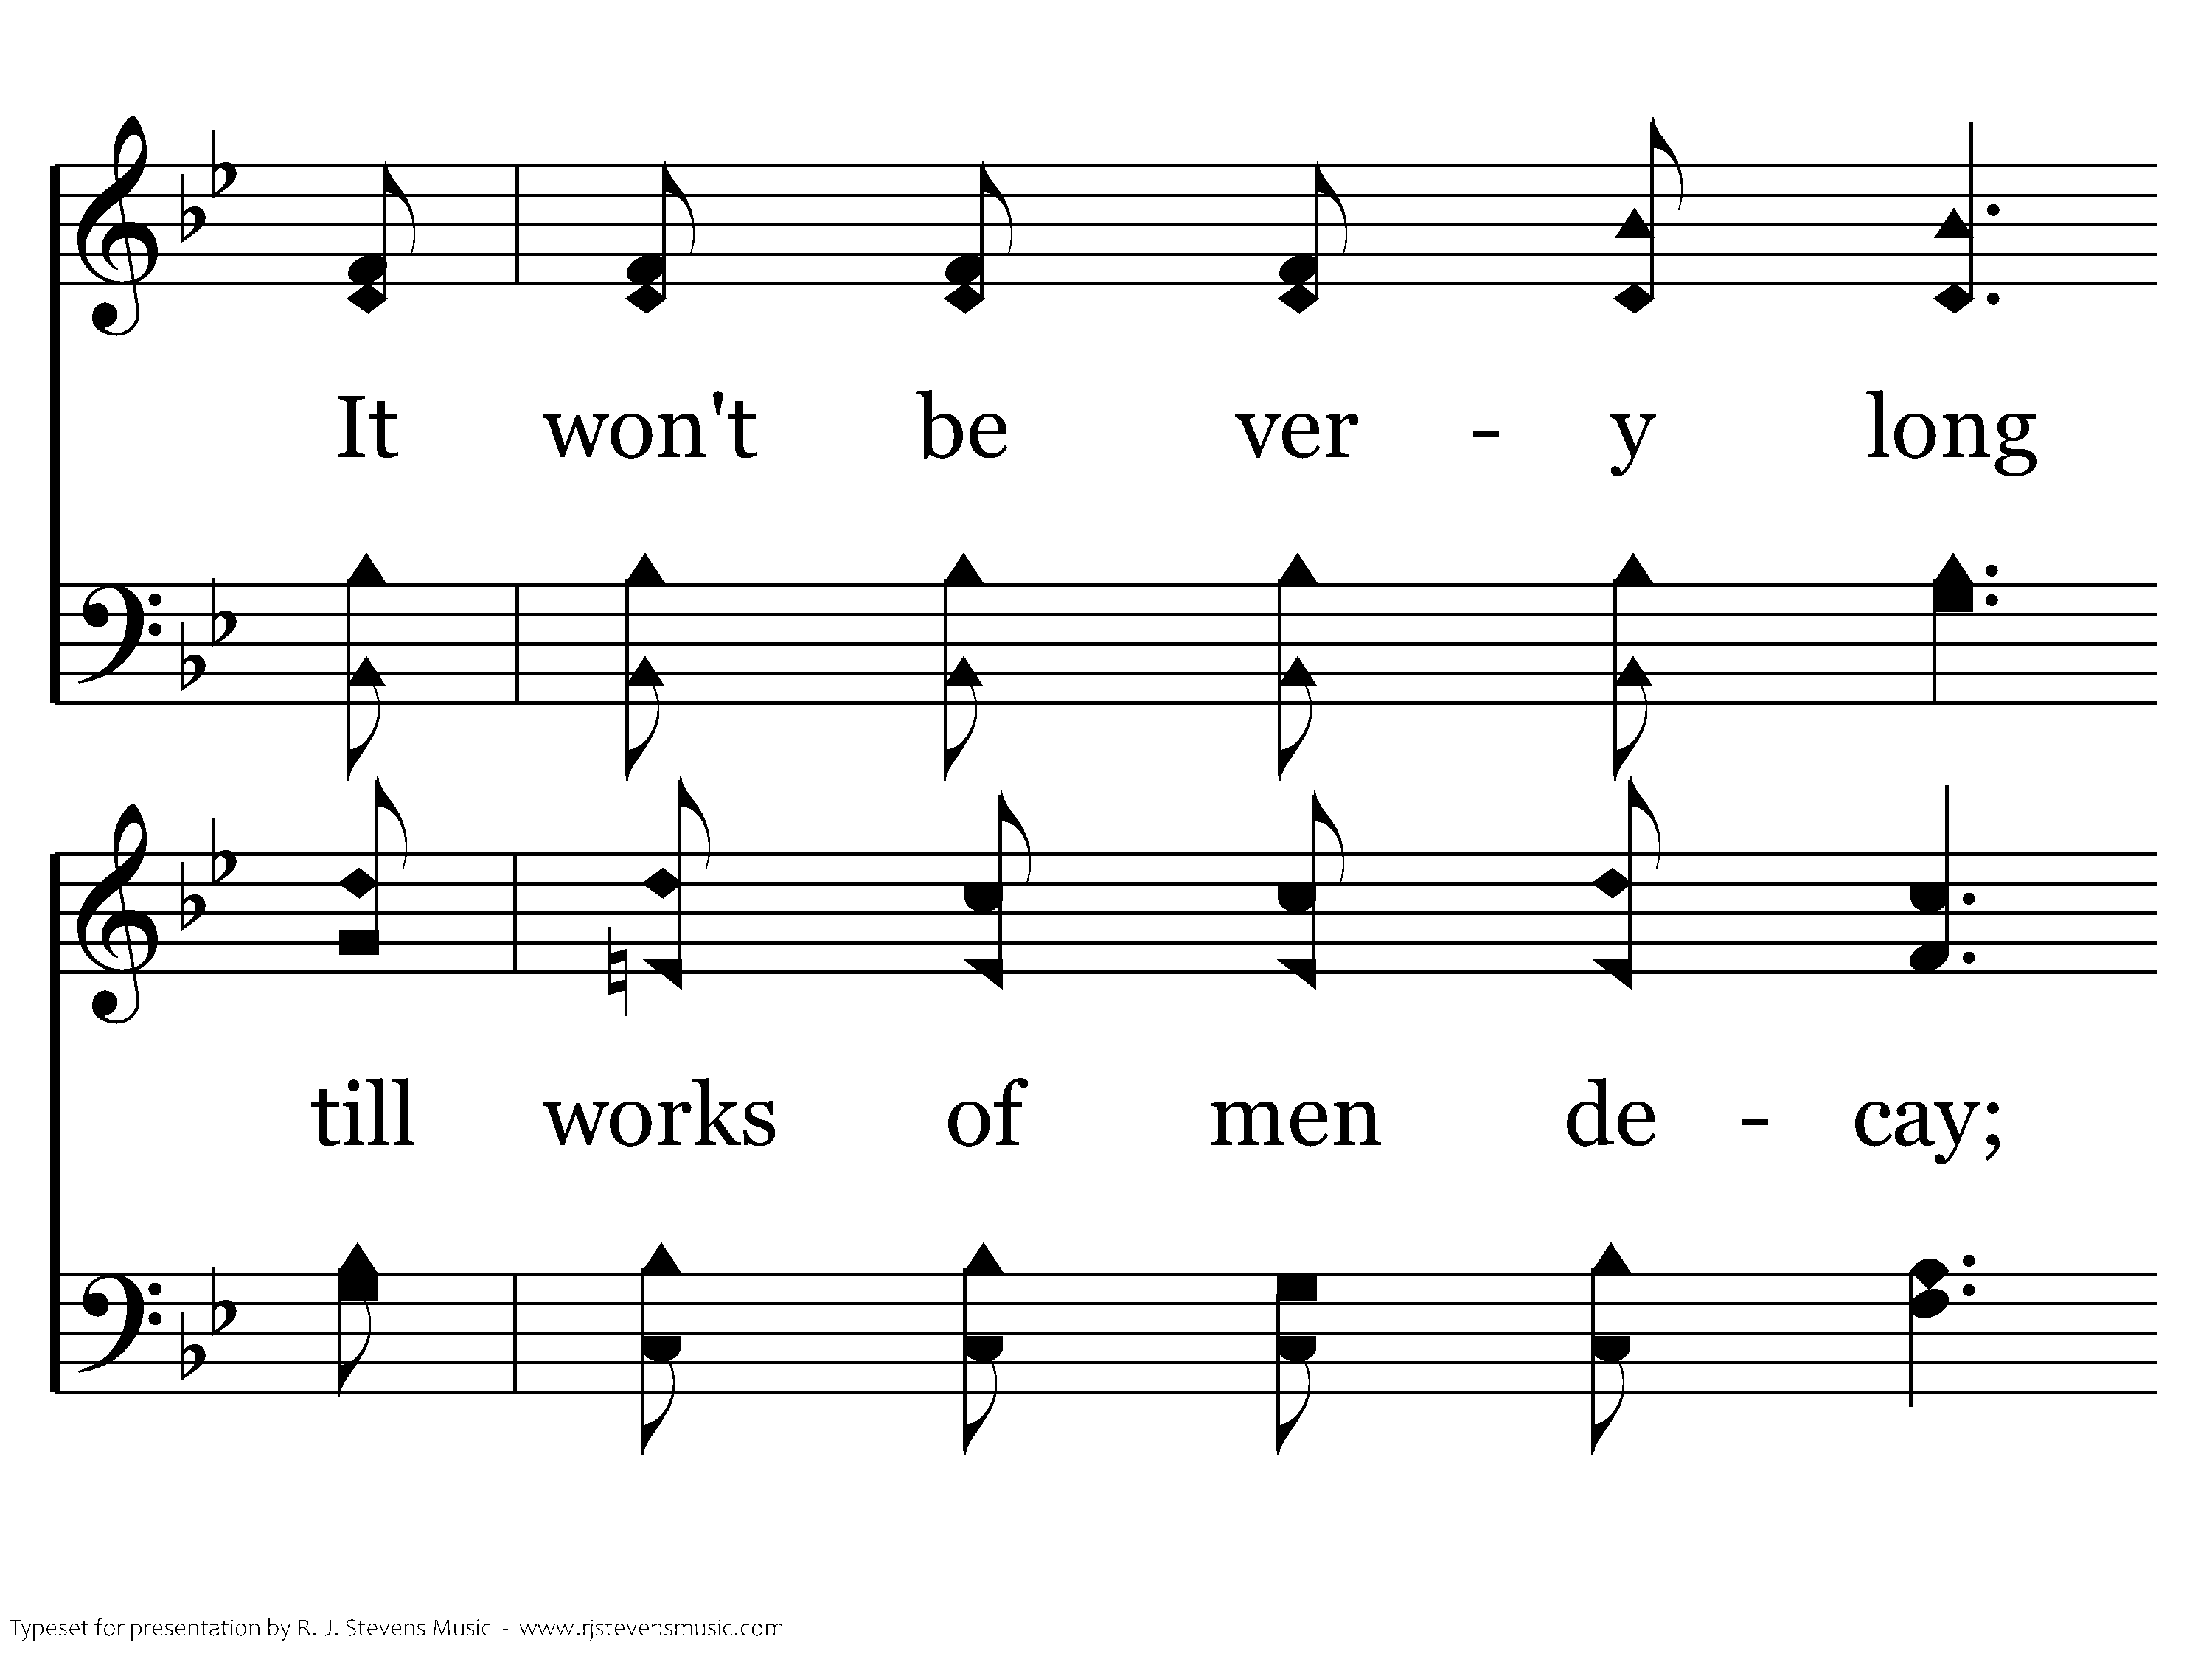 It won't be ver - y long
till works of men de - cay;
Typeset for presentation by R. J. Stevens Music - www.rjstevensmusic.com